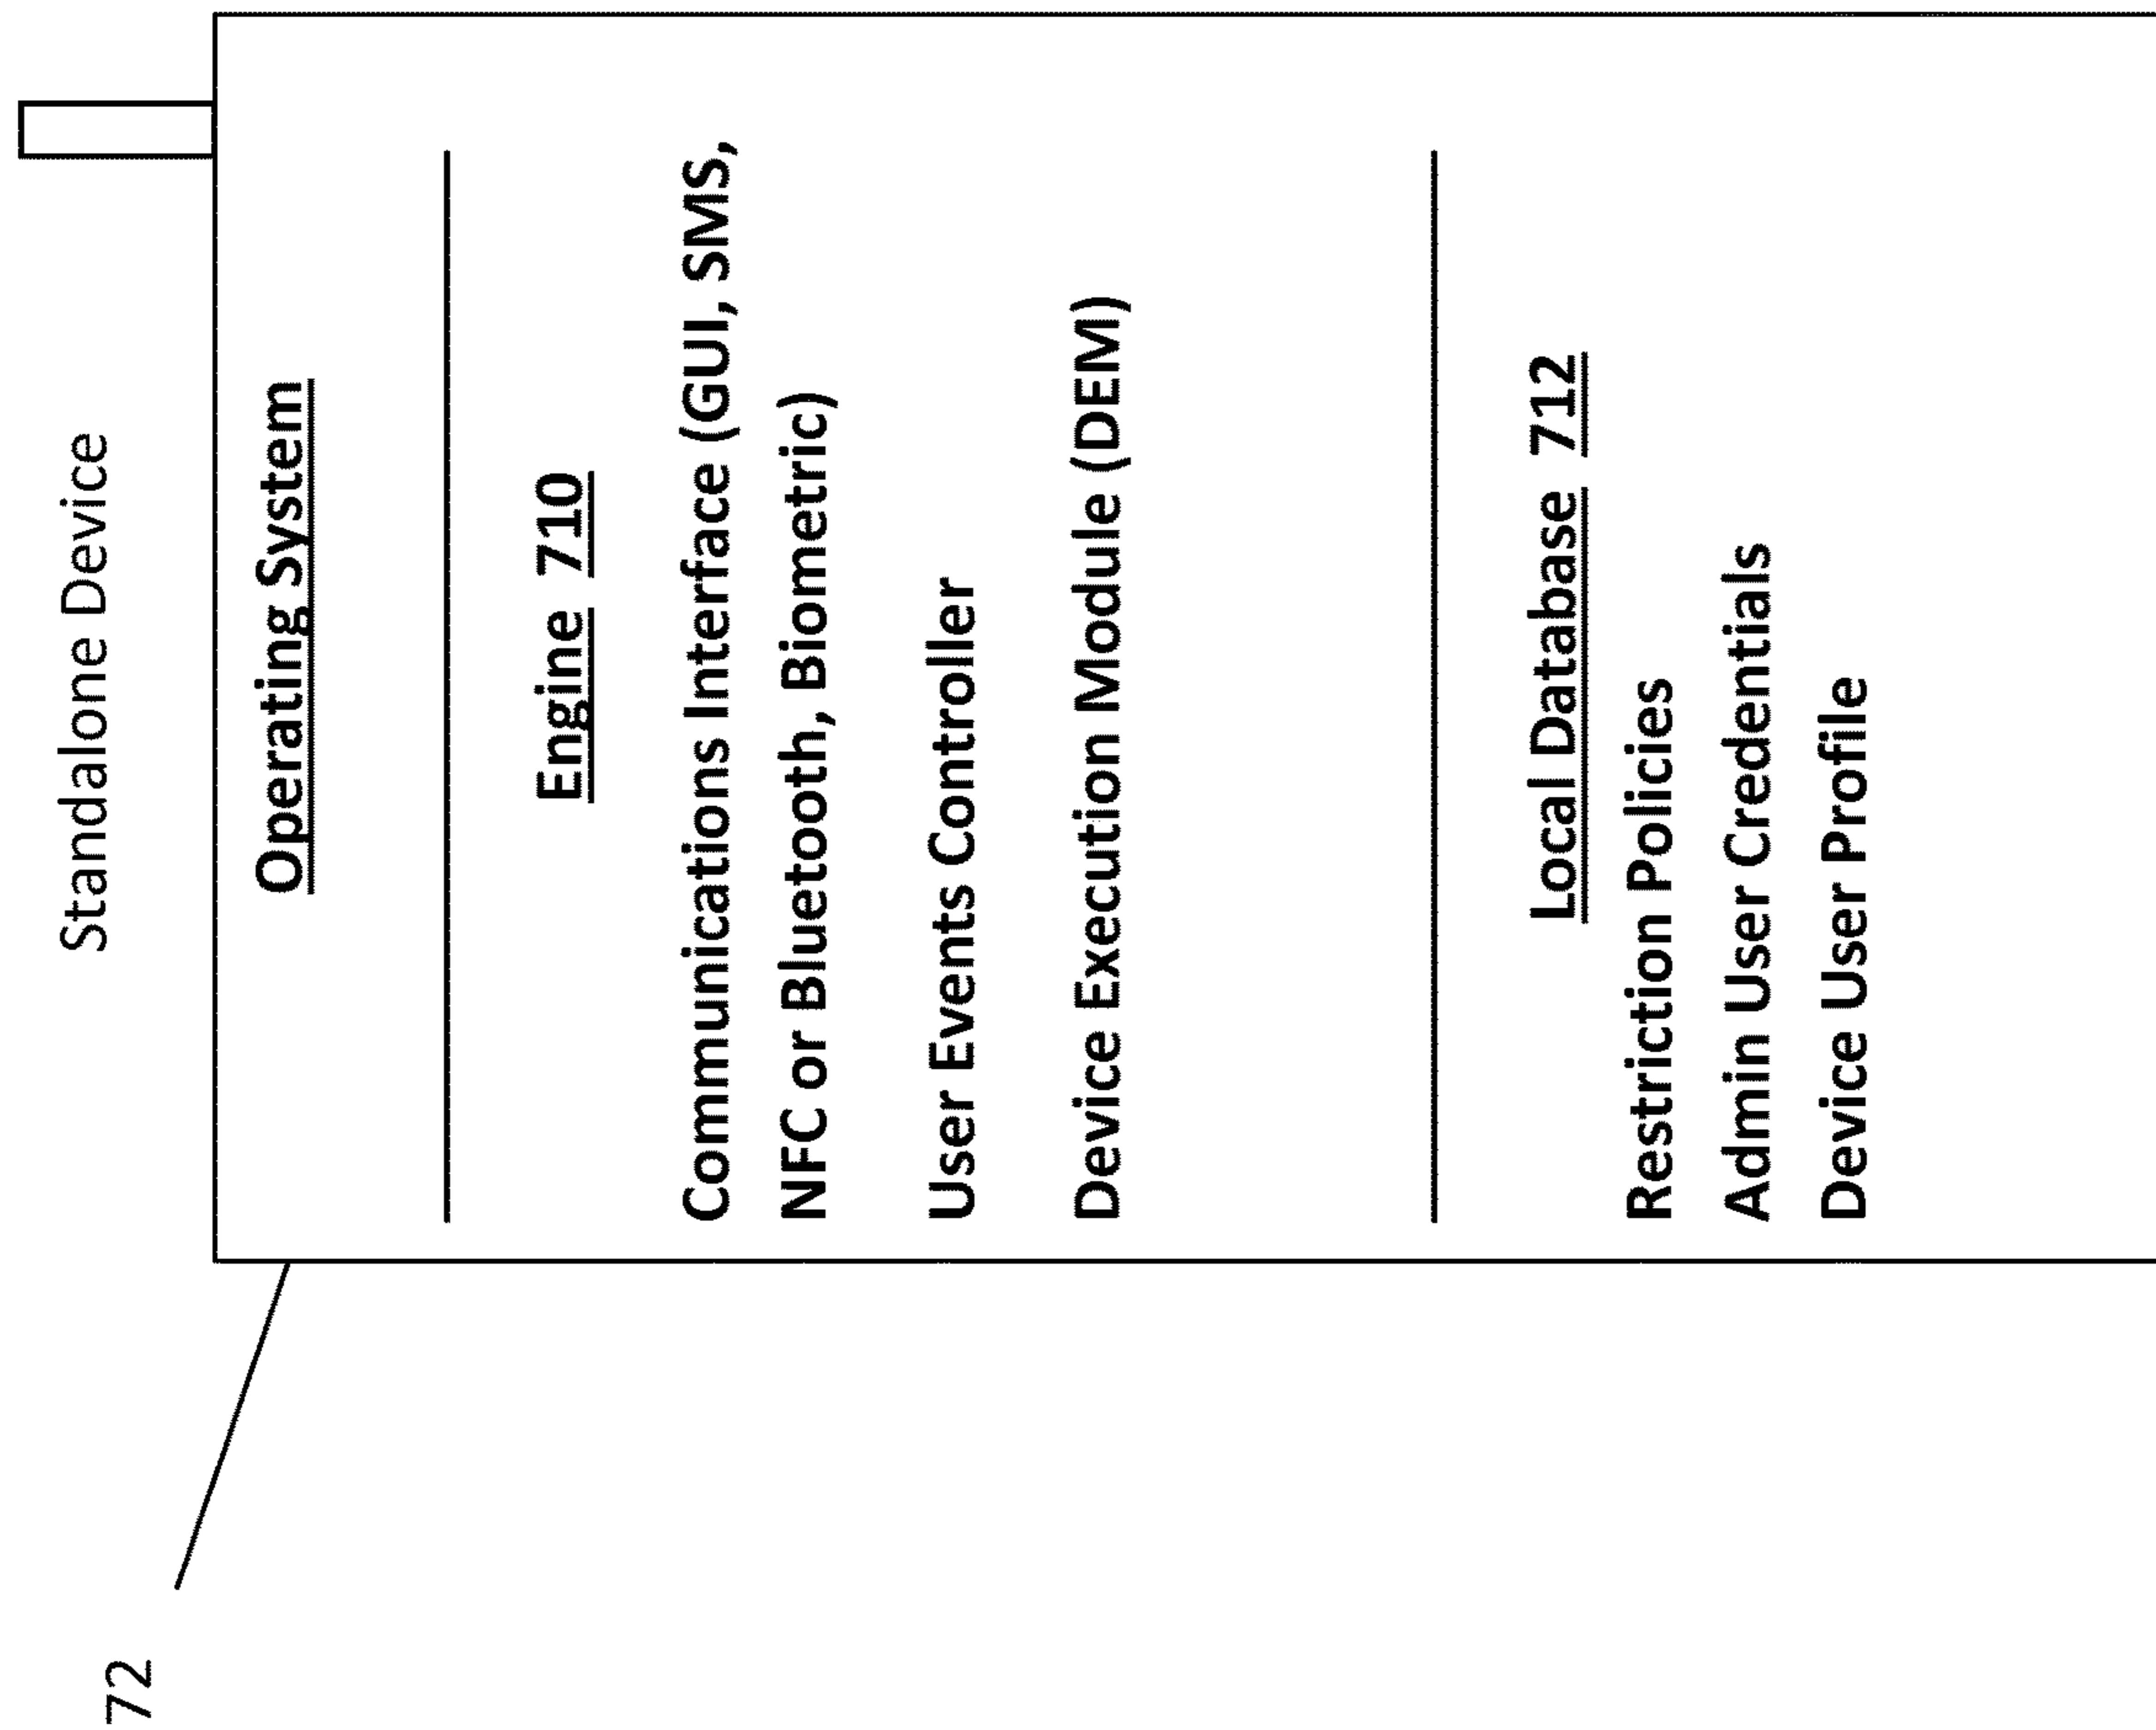 Standalone Device
72
Operating System
Engine 710
Communications Interface (GUI, SMS,
NFC or Bluetooth, Biometric)
User Events Controller
Device Execution Module (DEM)
Local Database 712
Restriction Policies
Admin User Credentials
Device User Profile